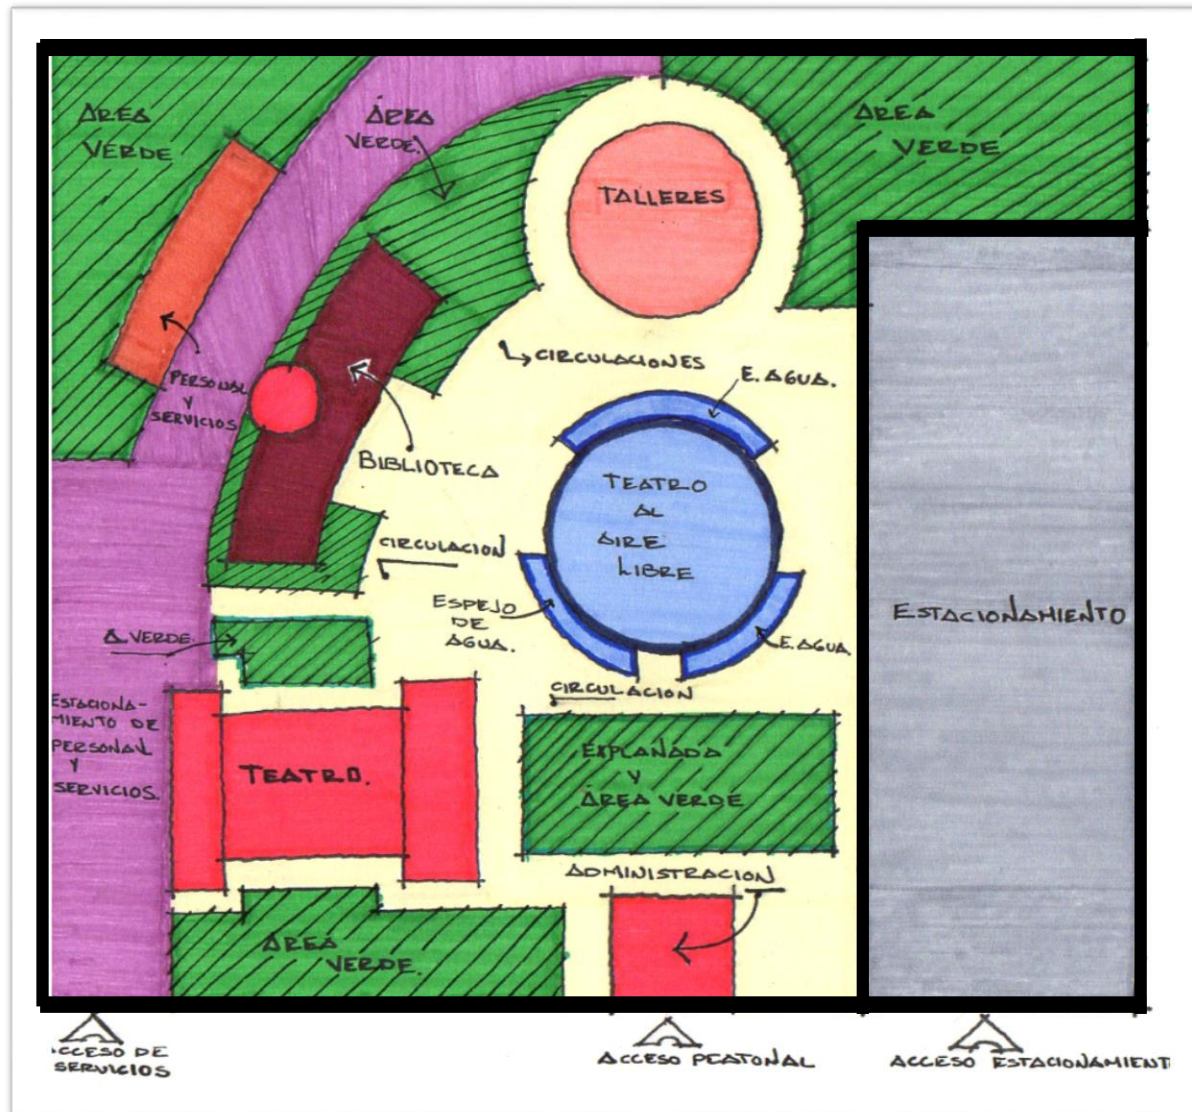 ÁREA
VERDE
ÁREA
VERDE.
ÁREA
VERDE
TALLERES
CIRCULACIONES
E. AGUA.
PERSONAL
Y
SERVICIOS
BIBLIOTECA
TEATRO
AL
AIRE
LIBRE
CIRCULACION
ESPEJO
DE
AGUA.
E. AGUA
ESTACIONAMIENTO
A. VERDE.
CIRCULACION
ESTACIONA-
MIENTO DE
PERSONAL
Y
SERVICIOS.
TEATRO.
EXPLANADA
Y
ÁREA VERDE
ADMINISTRACION
ÁREA
VERDE.
CCESO DE
SERVICIOS
ACCESO PEATONAL
ACCESO ESTACIONAMIENT